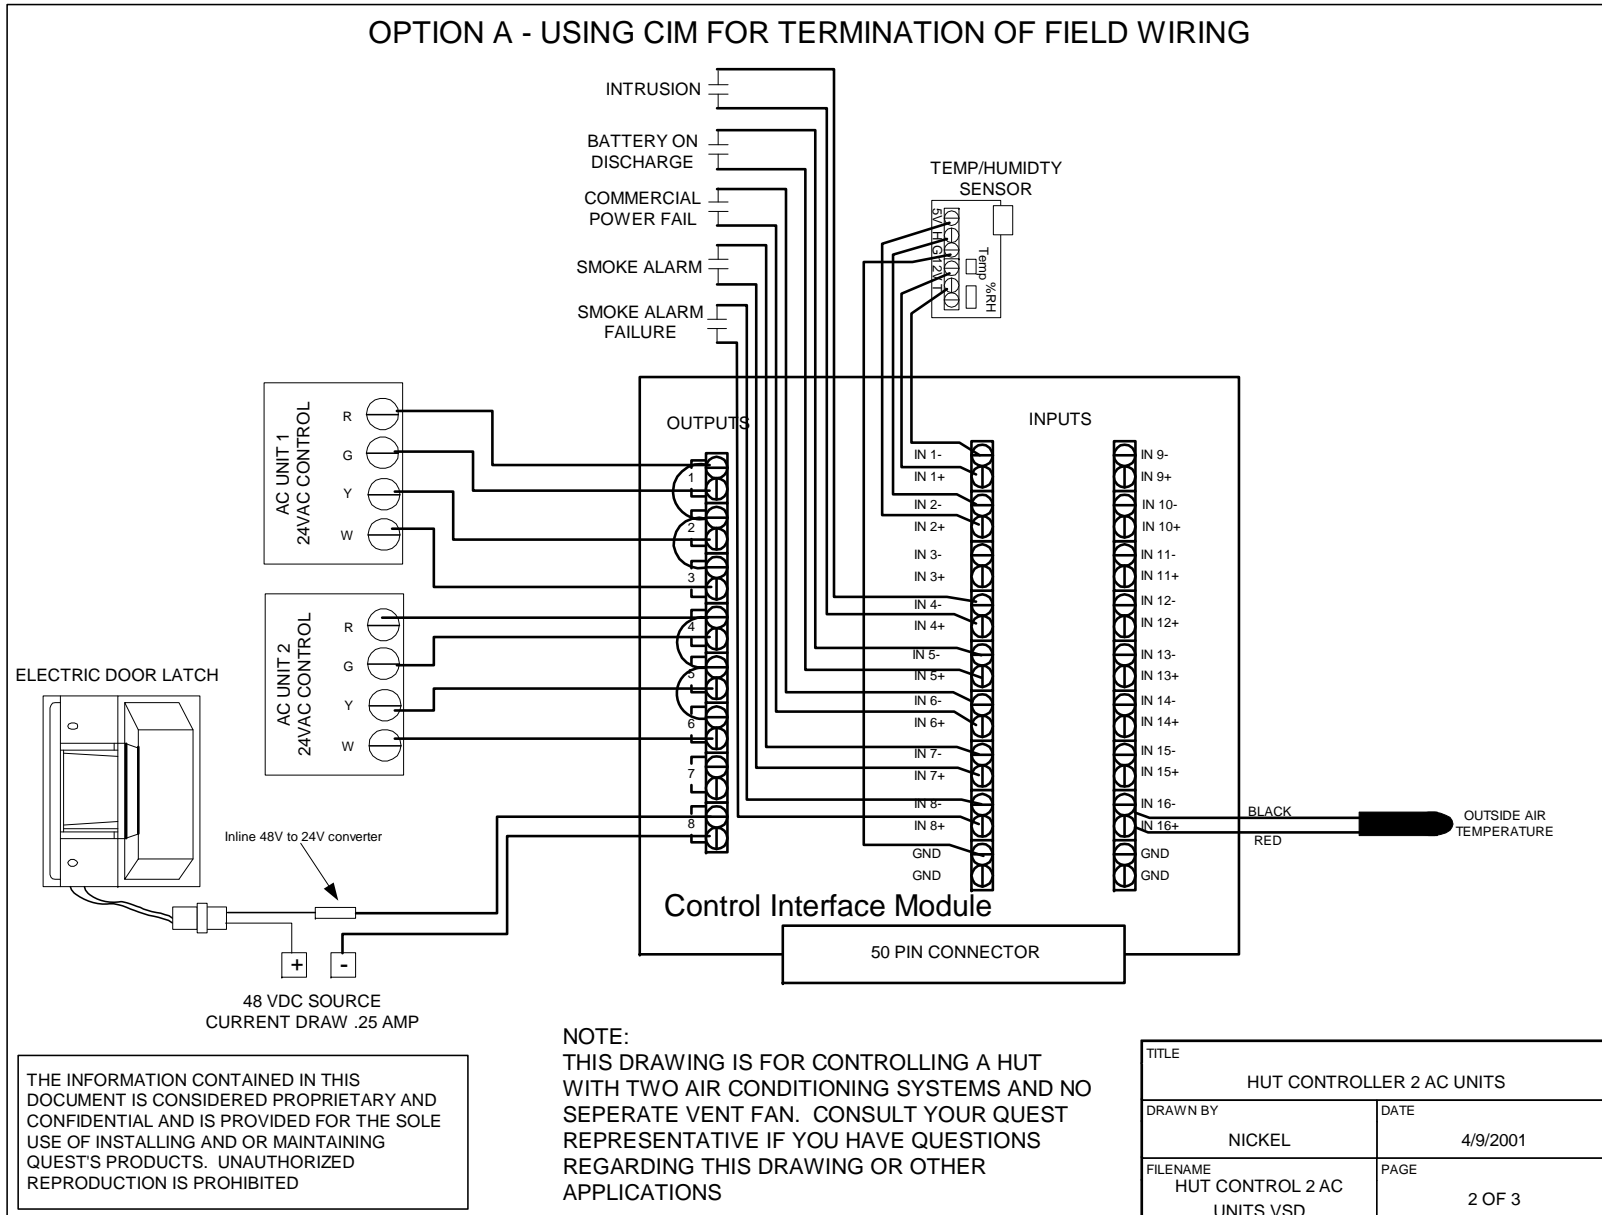 OPTION A - USING CIM FOR TERMINATION OF FIELD WIRING
INTRUSION
BATTERY ON
DISCHARGE
COMMERCIAL
POWER FAIL
SMOKE ALARM
SMOKE ALARM
FAILURE
TEMP/HUMIDTY
SENSOR
5V
H
G
12V
T
Temp
%RH
AC UNIT 1
24VAC CONTROL
R
G
Y
W
AC UNIT 2
24VAC CONTROL
R
G
Y
W
ELECTRIC DOOR LATCH
Inline 48V to 24V converter
+
-
48 VDC SOURCE
CURRENT DRAW .25 AMP
OUTPUTS
1
2
3
4
5
6
7
8
INPUTS
IN 1-
IN 1+
IN 2-
IN 2+
IN 3-
IN 3+
IN 4-
IN 4+
IN 5-
IN 5+
IN 6-
IN 6+
IN 7-
IN 7+
IN 8-
IN 8+
GND
GND
IN 9-
IN 9+
IN 10-
IN 10+
IN 11-
IN 11+
IN 12-
IN 12+
IN 13-
IN 13+
IN 14-
IN 14+
IN 15-
IN 15+
IN 16-
IN 16+
GND
GND
BLACK
RED
OUTSIDE AIR
TEMPERATURE
Control Interface Module
50 PIN CONNECTOR
THE INFORMATION CONTAINED IN THIS
DOCUMENT IS CONSIDERED PROPRIETARY AND
CONFIDENTIAL AND IS PROVIDED FOR THE SOLE
USE OF INSTALLING AND OR MAINTAINING
QUEST'S PRODUCTS. UNAUTHORIZED
REPRODUCTION IS PROHIBITED
NOTE:
THIS DRAWING IS FOR CONTROLLING A HUT
WITH TWO AIR CONDITIONING SYSTEMS AND NO
SEPERATE VENT FAN. CONSULT YOUR QUEST
REPRESENTATIVE IF YOU HAVE QUESTIONS
REGARDING THIS DRAWING OR OTHER
APPLICATIONS
TITLE
HUT CONTROLLER 2 AC UNITS
DRAWN BY
NICKEL
DATE
4/9/2001
FILENAME
HUT CONTROL 2 AC
UNITS.VSD
PAGE
2 OF 3